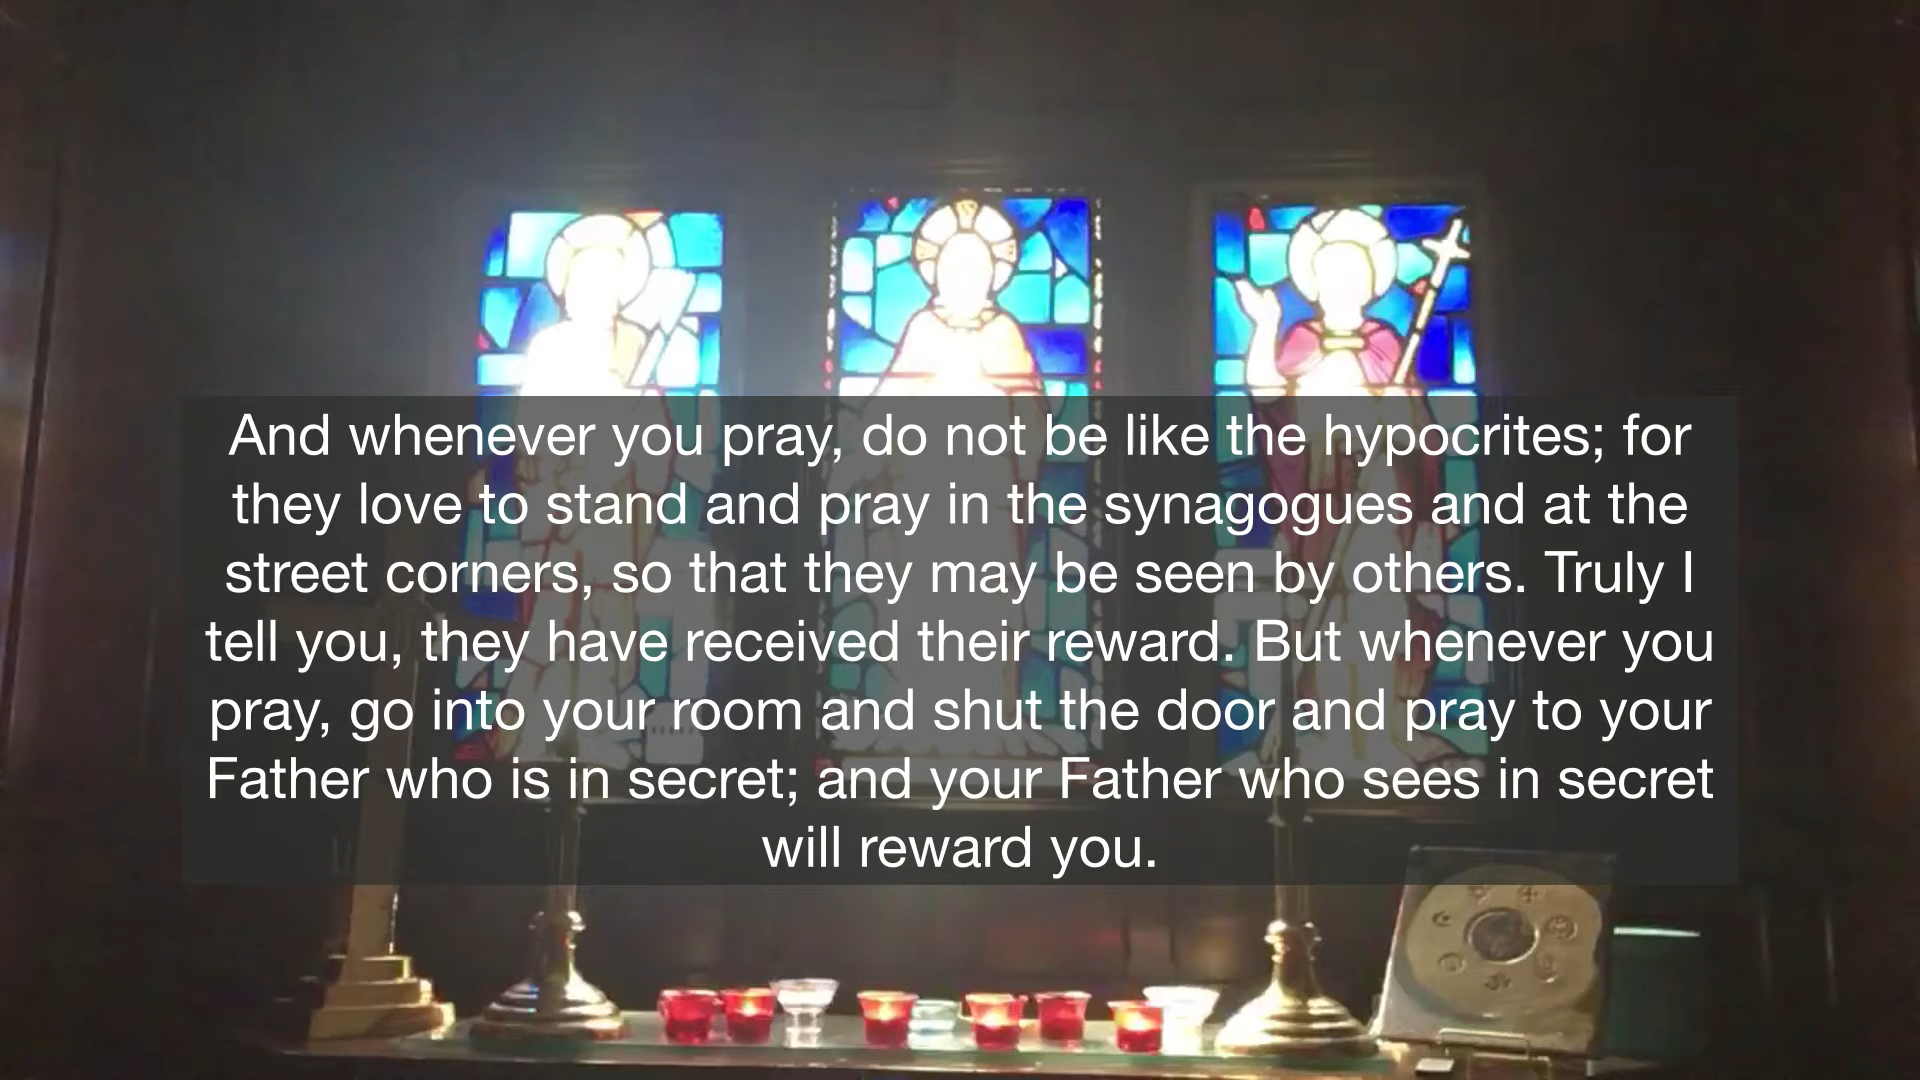 And whenever you pray, do not be like the hypocrites; for
they love to stand and pray in the synagogues and at the
street corners, so that they may be seen by others. Truly I
tell you, they have received their reward. But whenever you
pray, go into your room and shut the door and pray to your
Father who is in secret; and your Father who sees in secret
will reward you.